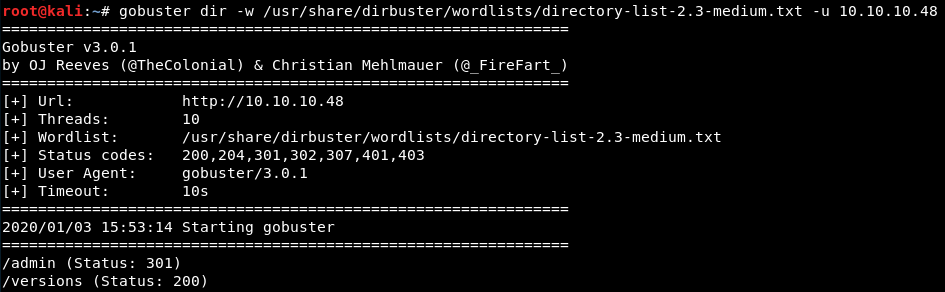 root@kali:~# gobuster dir -w /usr/share/dirbuster/wordlists/directory-list-2.3-medium.txt -u 10.10.10.48
===============================================================
Gobuster v3.0.1
by OJ Reeves (@TheColonial) & Christian Mehlmauer (@_FireFart_)
===============================================================
[+] Url:            http://10.10.10.48
[+] Threads:        10
[+] Wordlist:       /usr/share/dirbuster/wordlists/directory-list-2.3-medium.txt
[+] Status codes:   200,204,301,302,307,401,403
[+] User Agent:     gobuster/3.0.1
[+] Timeout:        10s
===============================================================
2020/01/03 15:53:14 Starting gobuster
===============================================================
/admin (Status: 301)
/versions (Status: 200)